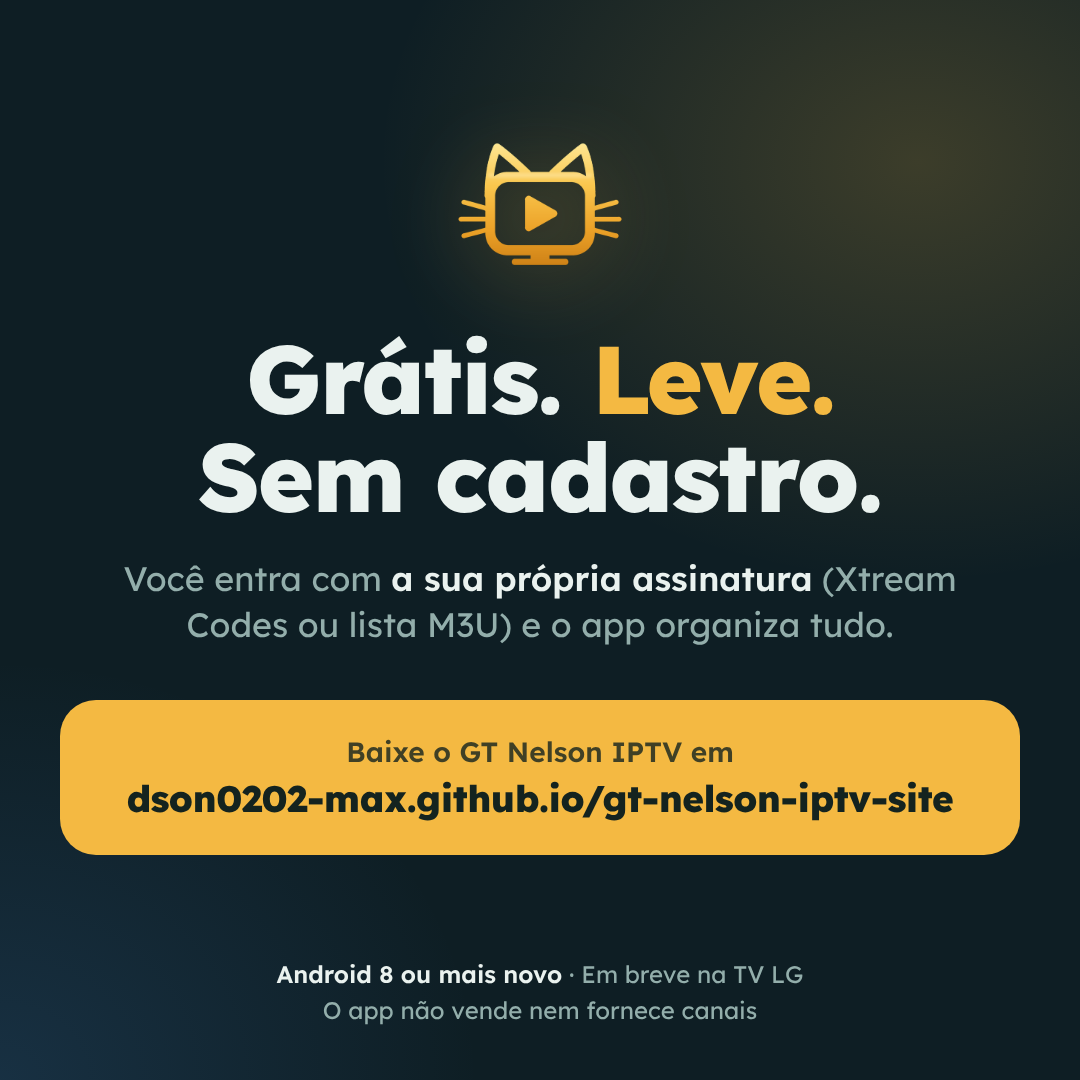 Grátis. Leve.
Sem cadastro.
Você entra com a sua própria assinatura (Xtream
Codes ou lista M3U) e o app organiza tudo.
Baixe o GT Nelson IPTV em
dson0202-max.github.io/gt-nelson-iptv-site
Android 8 ou mais novo · Em breve na TV LG
O app não vende nem fornece canais